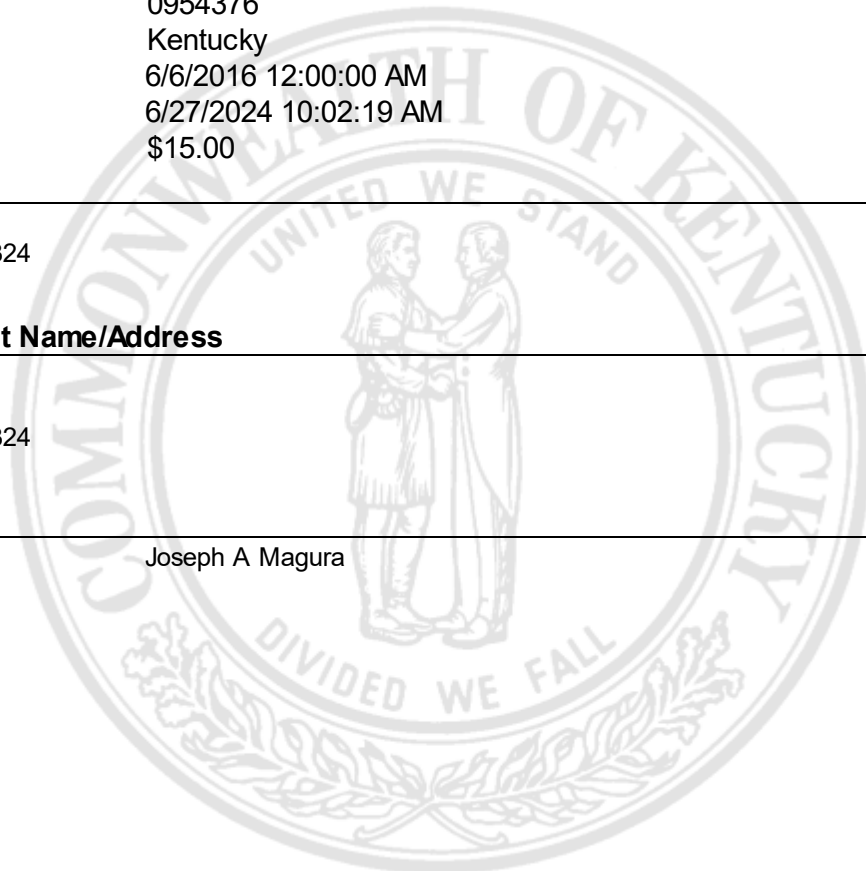 0954376
Kentucky
6/6/2016 12:00:00 AM
6/27/2024 10:02:19 AM
$15.00
324
t Name/Address
324
Joseph A Magura
COMMONWEALTH OF KENTUCKY
UNITED WE STAND
DIVIDED WE FALL